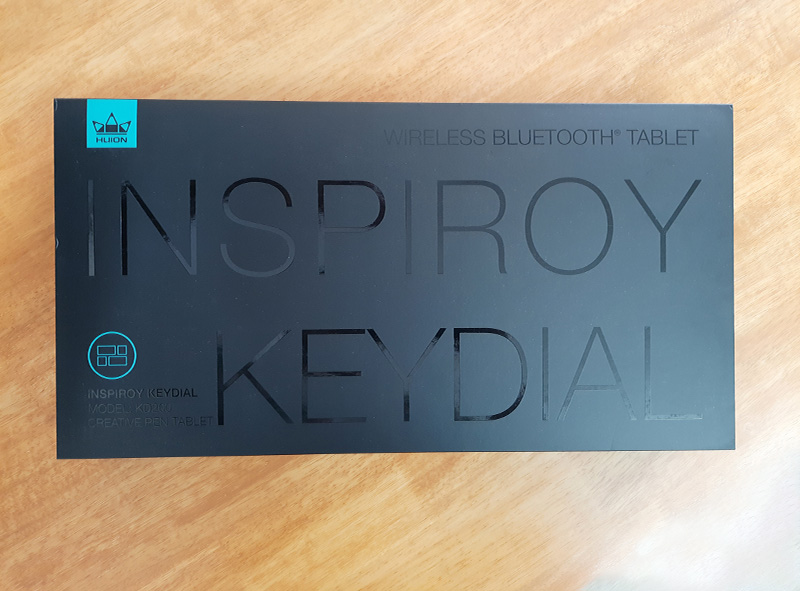 HUION
WIRELESS BLUETOOTH® TABLET
INSPIROY
KEYDIAL
INSPIROY KEYDIAL
MODEL:
CREATIVE PEN TABLET